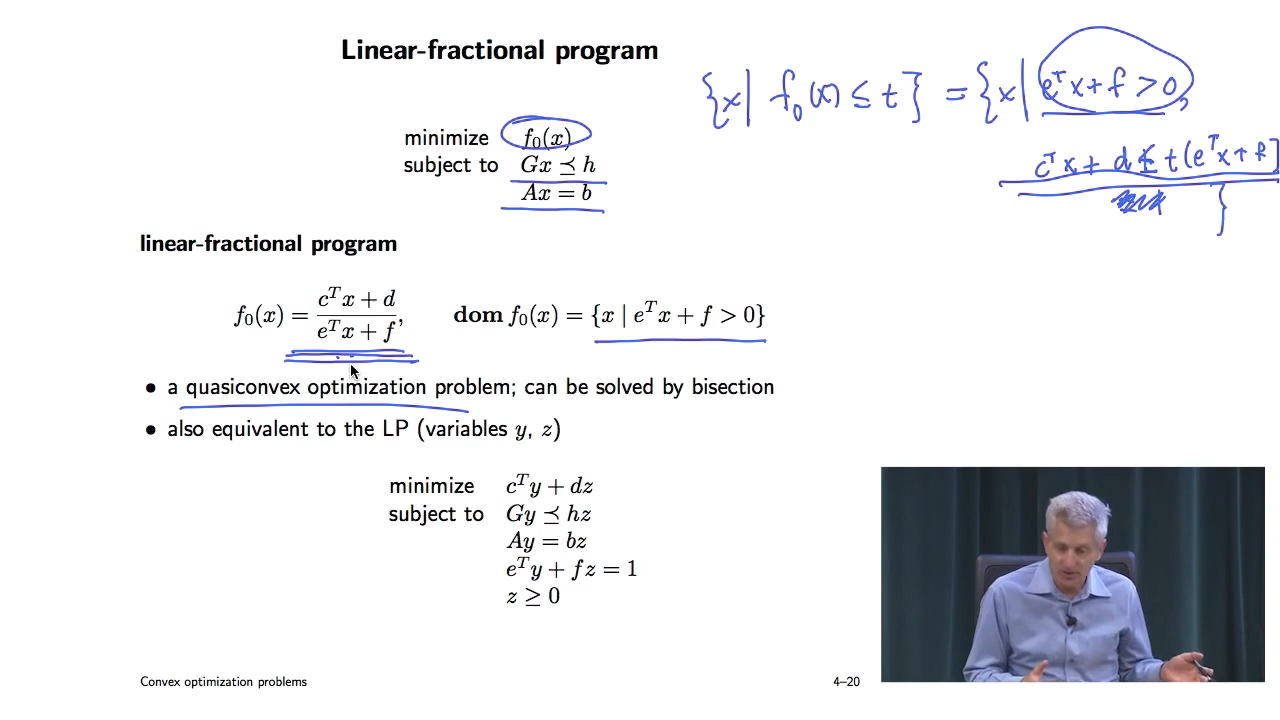 Linear-fractional program
{x| f₀(x) ≤ t} = {x| eᵀx+f >0,
cᵀx + d ≤ t(eᵀx+f)
}
minimize f₀(x)
subject to Gx ⪯ h
Ax = b
linear-fractional program
f₀(x) = (cᵀx + d)/(eᵀx + f), dom f₀(x) = {x | eᵀx + f > 0}
• a quasiconvex optimization problem; can be solved by bisection
• also equivalent to the LP (variables y, z)
minimize cᵀy + dz
subject to Gy ⪯ hz
Ay = bz
eᵀy + fz = 1
z ≥ 0
Convex optimization problems 4–20